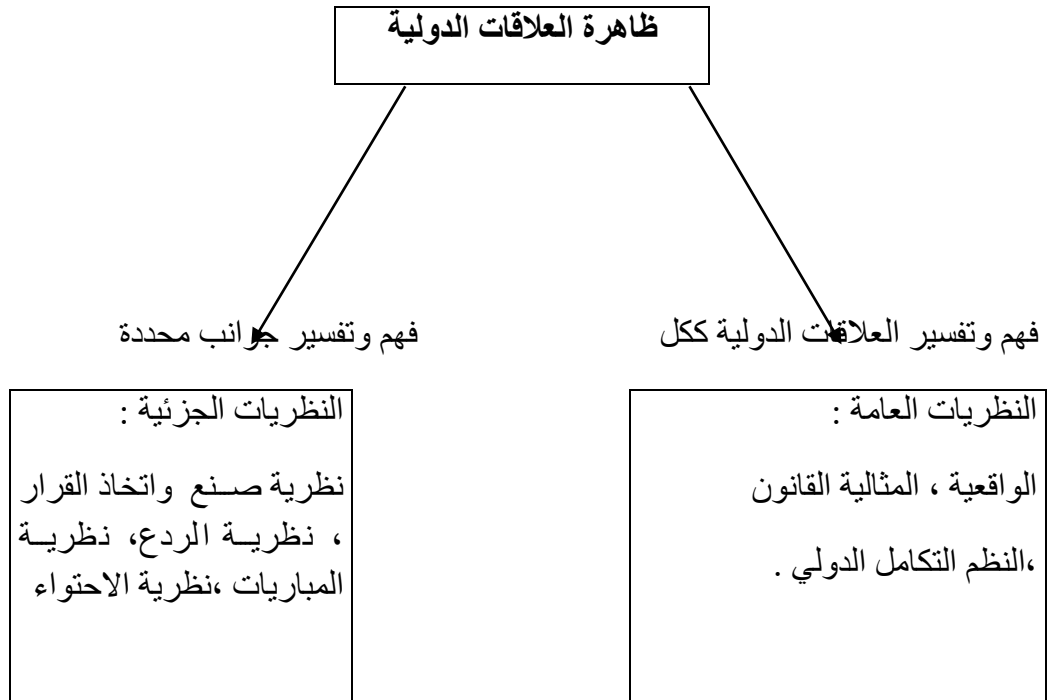 ظاهرة العلاقات الدولية
فهم وتفسير العلاقات الدولية ككل
فهم وتفسير جوانب محددة
النظريات العامة :
الواقعية ، المثالية القانون
،النظم التكامل الدولي .
النظريات الجزئية :
نظرية صنع واتخاذ القرار
، نظرية الردع، نظرية
المباريات ،نظرية الاحتواء